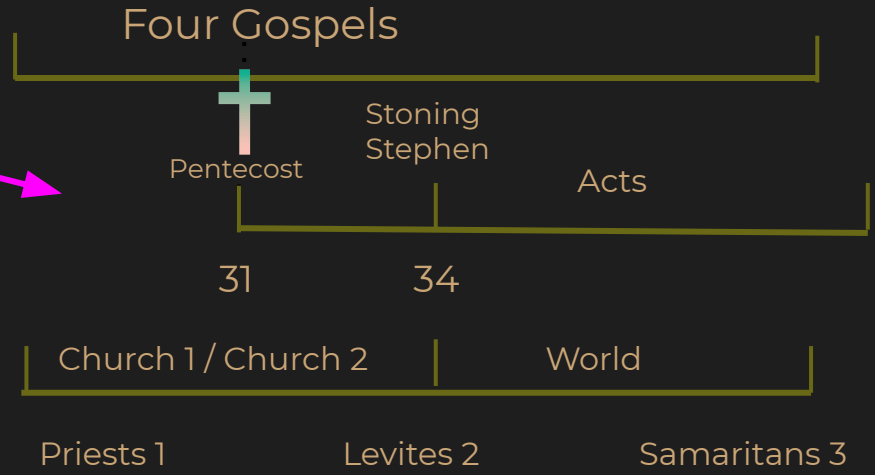 Four Gospels
Stoning
Stephen
Pentecost
Acts
31
34
Church 1 / Church 2
World
Priests 1
Levites 2
Samaritans 3